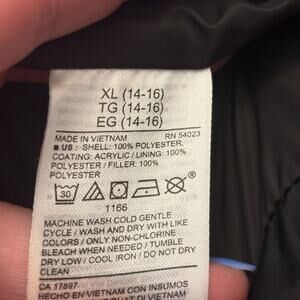 XL (14-16)
TG (14-16)
EG (14-16)
MADE IN VIETNAM RN 54023
■ US : SHELL: 100% POLYESTER,
COATING: ACRYLIC / LINING: 100%
POLYESTER / FILLER: 100%
POLYESTER
30
1166
MACHINE WASH COLD GENTLE
CYCLE / WASH AND DRY WITH LIKE
COLORS / ONLY NON-CHLORINE
BLEACH WHEN NEEDED / TUMBLE
DRY LOW / COOL IRON / DO NOT DRY
CLEAN
CA 17897
HECHO EN VIETNAM CON INSUMOS